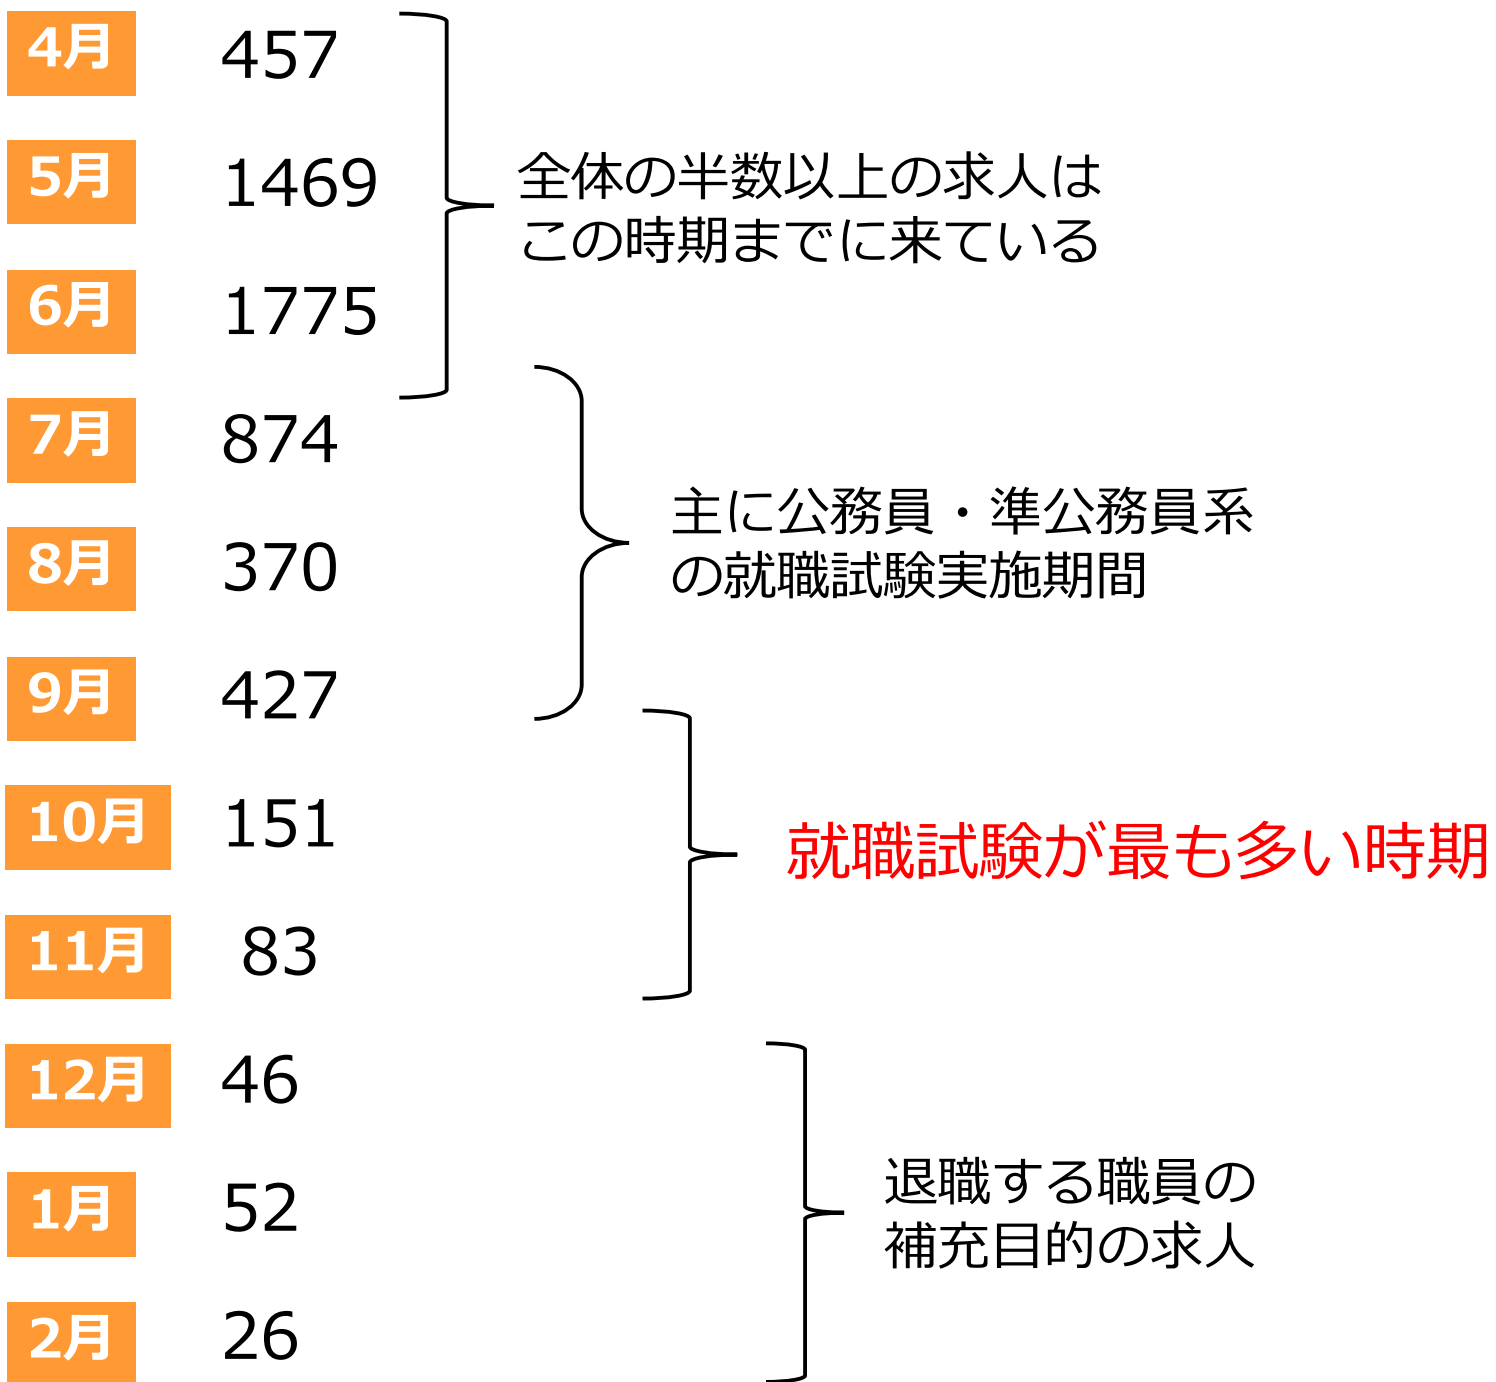 4月 457
5月 1469
全体の半数以上の求人は
この時期までに来ている
6月 1775
7月 874
主に公務員・準公務員系
の就職試験実施期間
8月 370
9月 427
10月 151
就職試験が最も多い時期
11月 83
12月 46
1月 52
退職する職員の
補充目的の求人
2月 26